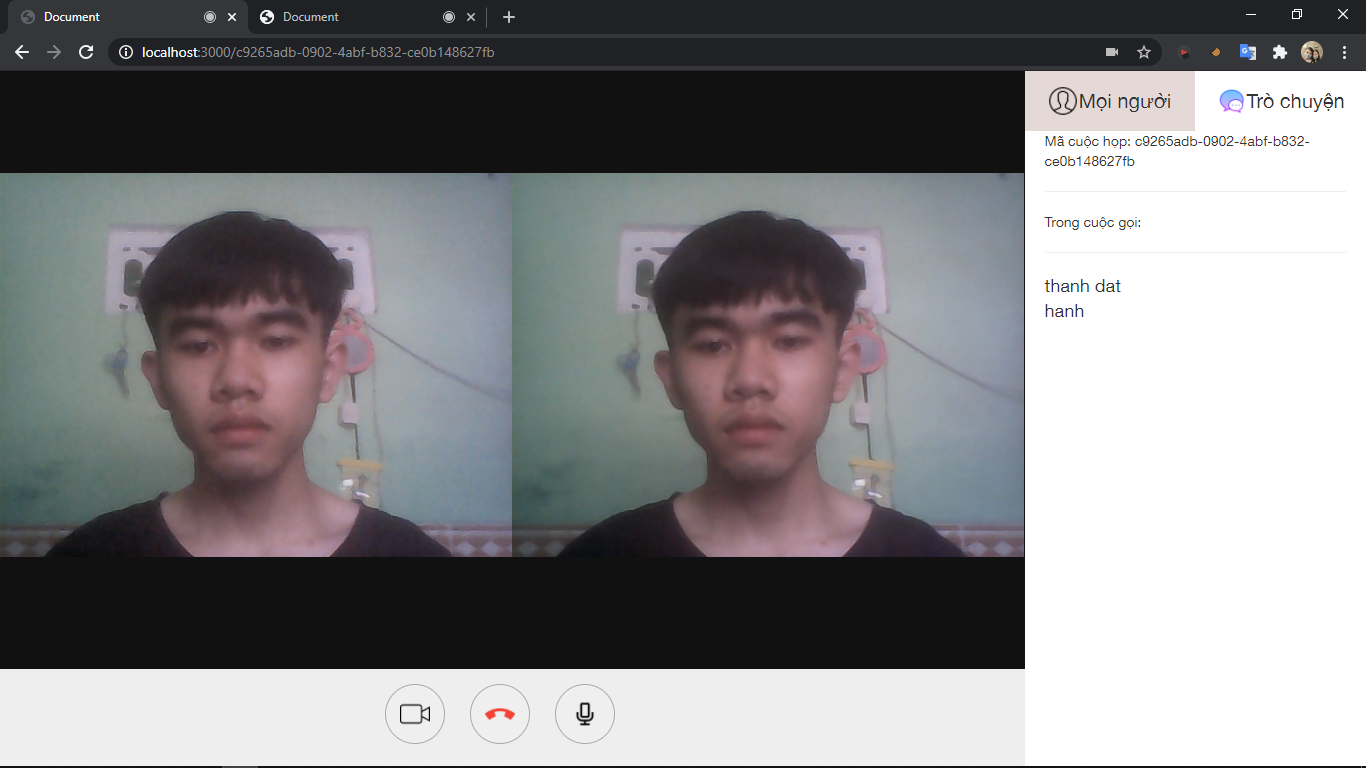 Document
Document
localhost:3000/c9265adb-0902-4abf-b832-ce0b148627fb
Mọi người
Trò chuyện
Mã cuộc họp: c9265adb-0902-4abf-b832-
ce0b148627fb
Trong cuộc gọi:
thanh dat
hanh